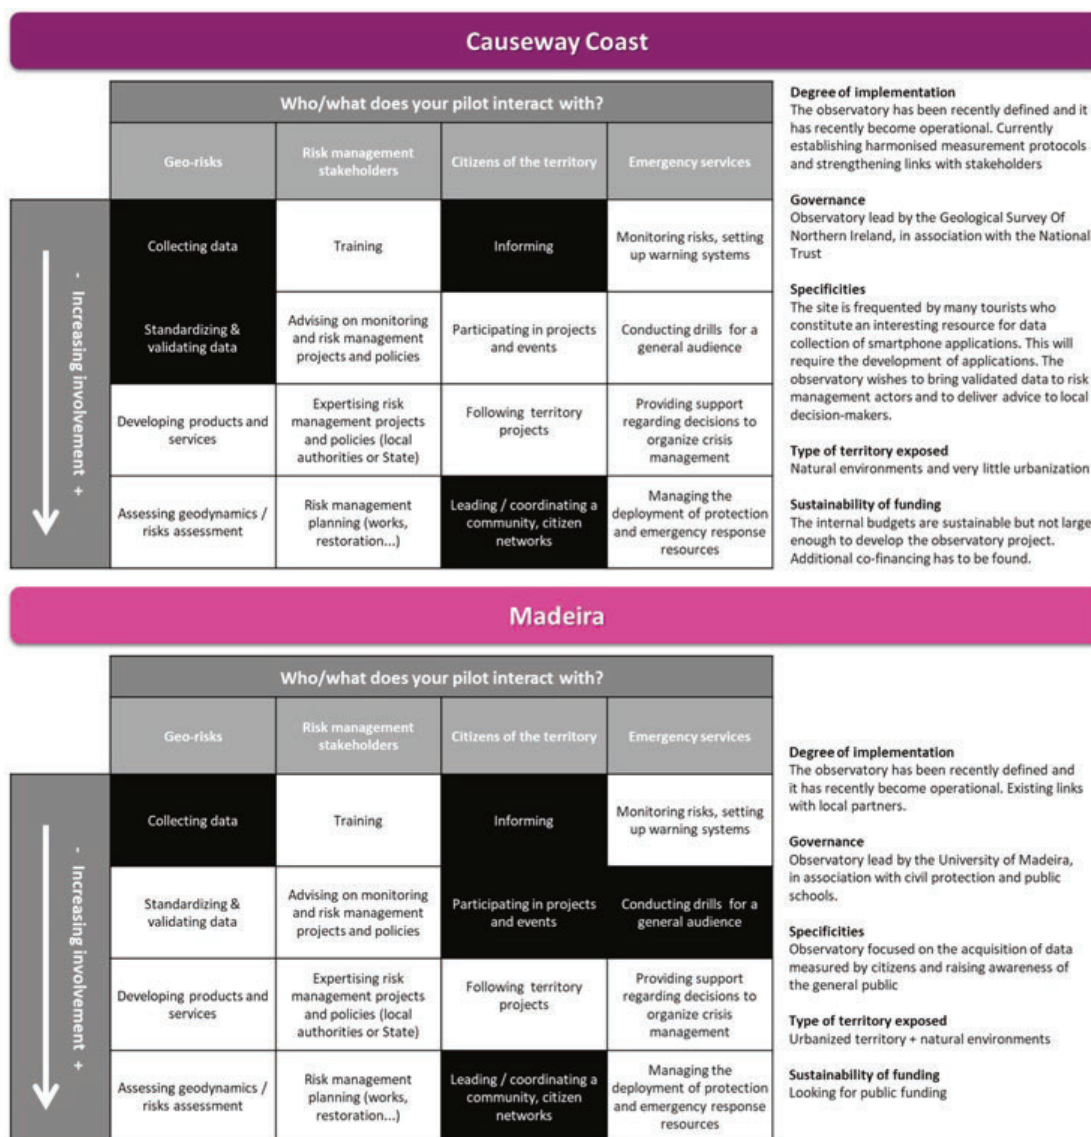 Causeway Coast
Who/what does your pilot interact with?
Geo-risks
Risk management
stakeholders
Citizens of the territory
Emergency services
- Increasing involvement +
Collecting data
Training
Informing
Monitoring risks, setting
up warning systems
Standardizing &
validating data
Advising on monitoring
and risk management
projects and policies
Participating in projects
and events
Conducting drills for a
general audience
Developing products and
services
Expertising risk
management projects
and policies (local
authorities or State)
Following territory
projects
Providing support
regarding decisions to
organize crisis
management
Assessing geodynamics /
risks assessment
Risk management
planning (works,
restoration...)
Leading / coordinating a
community, citizen
networks
Managing the
deployment of protection
and emergency response
resources
Degree of implementation
The observatory has been recently defined and it
has recently become operational. Currently
establishing harmonised measurement protocols
and strengthening links with stakeholders
Governance
Observatory lead by the Geological Survey Of
Northern Ireland, in association with the National
Trust
Specificities
The site is frequented by many tourists who
constitute an interesting resource for data
collection of smartphone applications. This will
require the development of applications. The
observatory wishes to bring validated data to risk
management actors and to deliver advice to local
decision-makers.
Type of territory exposed
Natural environments and very little urbanization
Sustainability of funding
The internal budgets are sustainable but not large
enough to develop the observatory project.
Additional co-financing has to be found.
Madeira
Who/what does your pilot interact with?
Geo-risks
Risk management
stakeholders
Citizens of the territory
Emergency services
- Increasing involvement +
Collecting data
Training
Informing
Monitoring risks, setting
up warning systems
Standardizing &
validating data
Advising on monitoring
and risk management
projects and policies
Participating in projects
and events
Conducting drills for a
general audience
Developing products and
services
Expertising risk
management projects
and policies (local
authorities or State)
Following territory
projects
Providing support
regarding decisions to
organize crisis
management
Assessing geodynamics /
risks assessment
Risk management
planning (works,
restoration...)
Leading / coordinating a
community, citizen
networks
Managing the
deployment of protection
and emergency response
resources
Degree of implementation
The observatory has been recently defined and
it has recently become operational. Existing links
with local partners.
Governance
Observatory lead by the University of Madeira,
in association with civil protection and public
schools.
Specificities
Observatory focused on the acquisition of data
measured by citizens and raising awareness of
the general public
Type of territory exposed
Urbanized territory + natural environments
Sustainability of funding
Looking for public funding